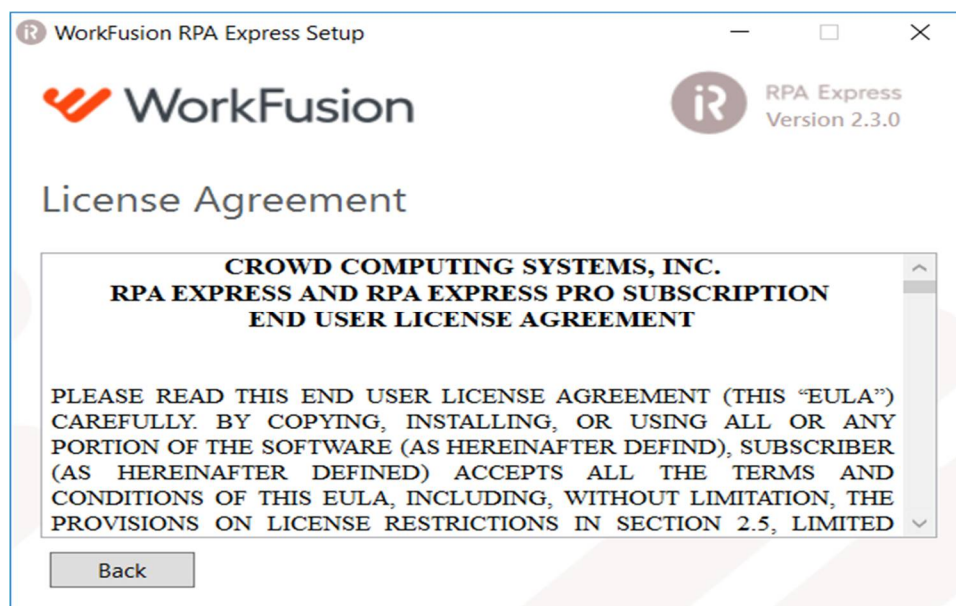 WorkFusion RPA Express Setup
WorkFusion
iR
RPA Express
Version 2.3.0
License Agreement
CROWD COMPUTING SYSTEMS, INC.
RPA EXPRESS AND RPA EXPRESS PRO SUBSCRIPTION
END USER LICENSE AGREEMENT
PLEASE READ THIS END USER LICENSE AGREEMENT (THIS “EULA”)
CAREFULLY. BY COPYING, INSTALLING, OR USING ALL OR ANY
PORTION OF THE SOFTWARE (AS HEREINAFTER DEFIND), SUBSCRIBER
(AS HEREINAFTER DEFINED) ACCEPTS ALL THE TERMS AND
CONDITIONS OF THIS EULA, INCLUDING, WITHOUT LIMITATION, THE
PROVISIONS ON LICENSE RESTRICTIONS IN SECTION 2.5, LIMITED
Back